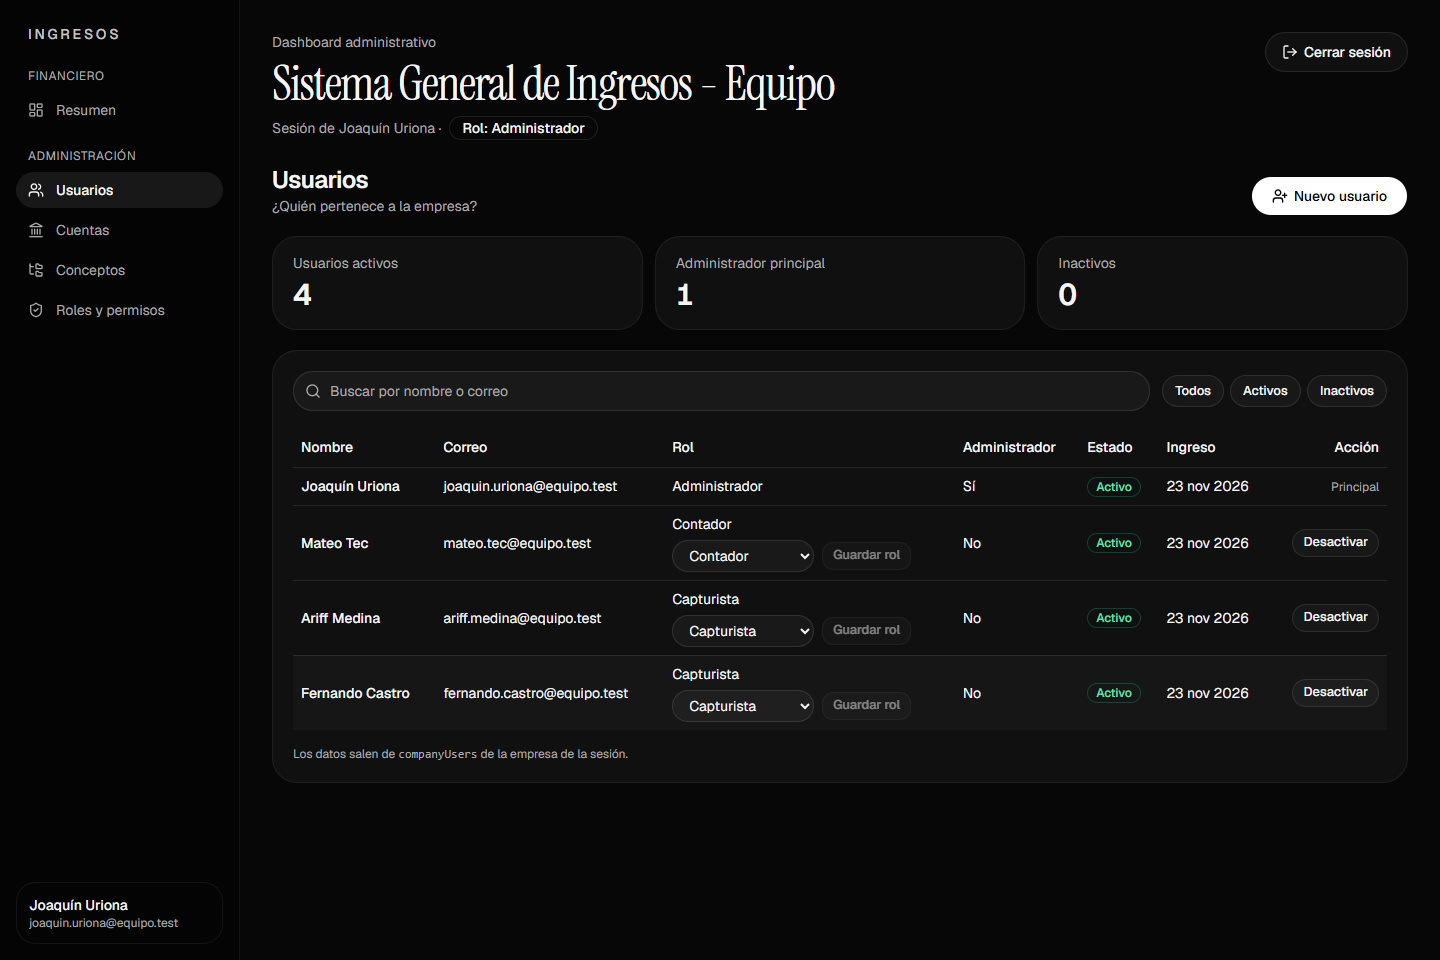 INGRESOS
FINANCIERO
Resumen
ADMINISTRACIÓN
Usuarios
Cuentas
Conceptos
Roles y permisos
Joaquín Uriona
joaquin.uriona@equipo.test
Dashboard administrativo
Sistema General de Ingresos - Equipo
Sesión de Joaquín Uriona · Rol: Administrador
Cerrar sesión
Usuarios
¿Quién pertenece a la empresa?
Nuevo usuario
Usuarios activos
4
Administrador principal
1
Inactivos
0
Buscar por nombre o correo
Todos Activos Inactivos
Nombre Correo Rol Administrador Estado Ingreso Acción
Joaquín Uriona joaquin.uriona@equipo.test Administrador Sí Activo 23 nov 2026 Principal
Contador
Mateo Tec mateo.tec@equipo.test Contador Guardar rol No Activo 23 nov 2026 Desactivar
Capturista
Ariff Medina ariff.medina@equipo.test Capturista Guardar rol No Activo 23 nov 2026 Desactivar
Capturista
Fernando Castro fernando.castro@equipo.test Capturista Guardar rol No Activo 23 nov 2026 Desactivar
Los datos salen de companyUsers de la empresa de la sesión.